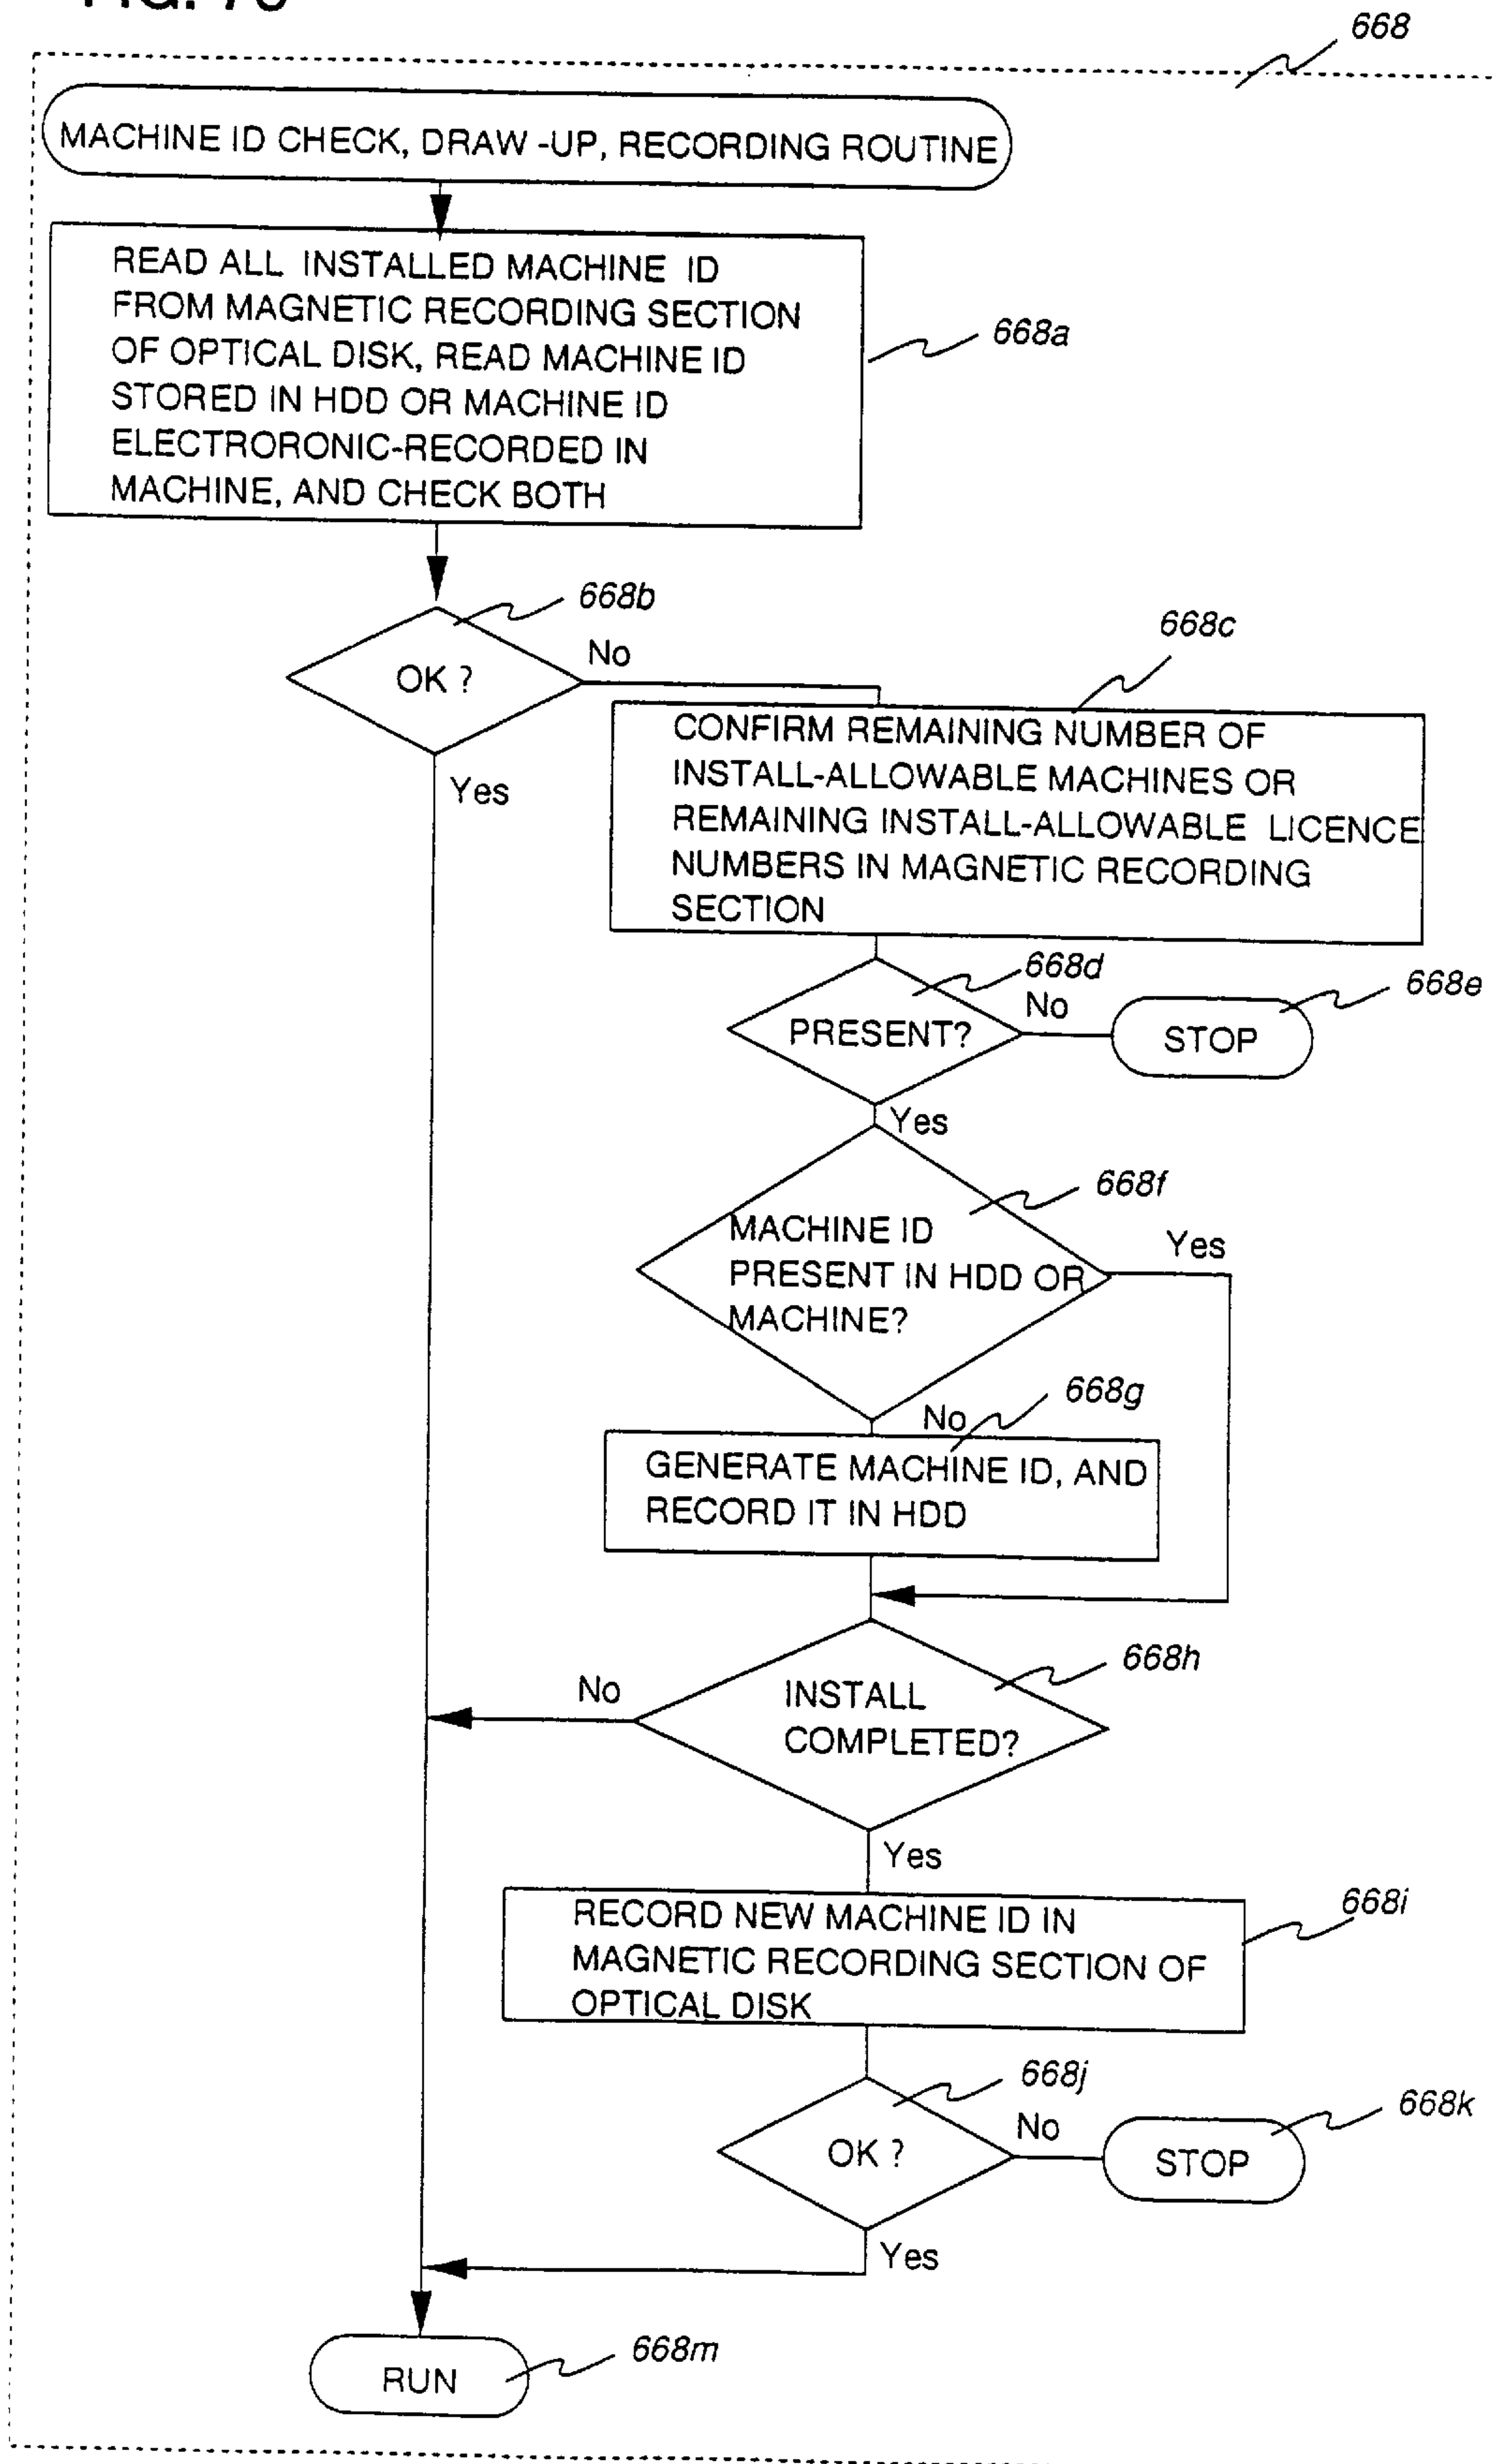 668
MACHINE ID CHECK, DRAW -UP, RECORDING ROUTINE
READ ALL INSTALLED MACHINE ID
FROM MAGNETIC RECORDING SECTION
OF OPTICAL DISK, READ MACHINE ID
STORED IN HDD OR MACHINE ID
ELECTRORONIC-RECORDED IN
MACHINE, AND CHECK BOTH
668a
668b
OK ?
No
Yes
668c
CONFIRM REMAINING NUMBER OF
INSTALL-ALLOWABLE MACHINES OR
REMAINING INSTALL-ALLOWABLE LICENCE
NUMBERS IN MAGNETIC RECORDING
SECTION
668d
PRESENT?
No
668e
STOP
Yes
668f
MACHINE ID
PRESENT IN HDD OR
MACHINE?
Yes
No
668g
GENERATE MACHINE ID, AND
RECORD IT IN HDD
668h
INSTALL
COMPLETED?
No
Yes
668i
RECORD NEW MACHINE ID IN
MAGNETIC RECORDING SECTION OF
OPTICAL DISK
668j
OK ?
No
668k
STOP
Yes
RUN
668m